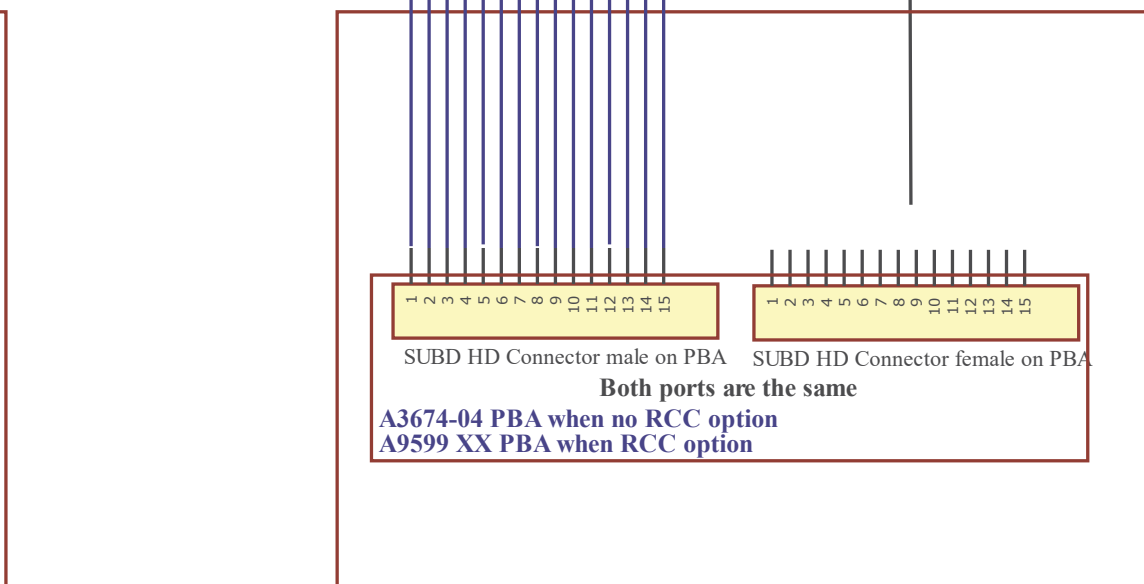 1 2 3 4 5 6 7 8 9 10 11 12 13 14 15
1 2 3 4 5 6 7 8 9 10 11 12 13 14 15
SUBD HD Connector male on PBA
SUBD HD Connector female on PBA
Both ports are the same
A3674-04 PBA when no RCC option
A9599 XX PBA when RCC option